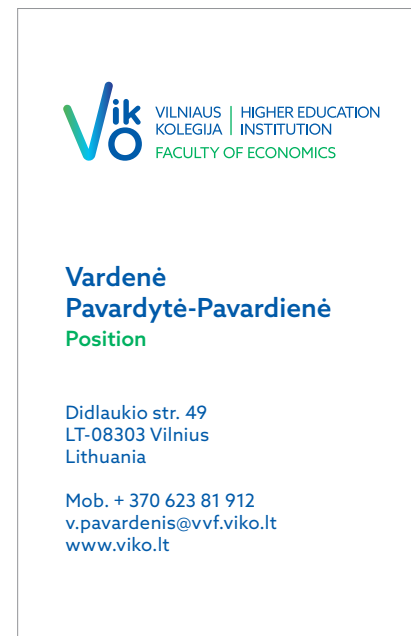 Viko
VILNIAUS KOLEGIJA | HIGHER EDUCATION INSTITUTION
FACULTY OF ECONOMICS
Vardenė
Pavardytė-Pavardienė
Position
Didlaukio str. 49
LT-08303 Vilnius
Lithuania
Mob. + 370 623 81 912
v.pavardenis@vvf.viko.lt
www.viko.lt